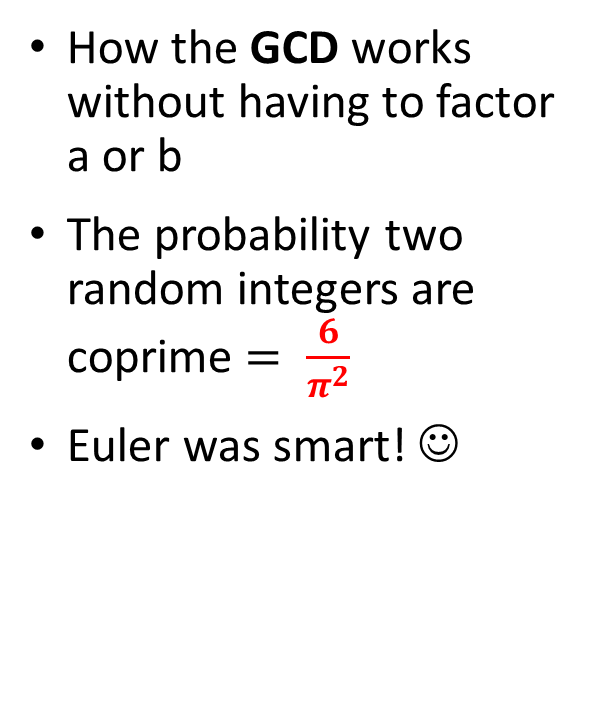 • How the GCD works
without having to factor
a or b
• The probability two
random integers are
coprime = 6/π²
• Euler was smart! ☺